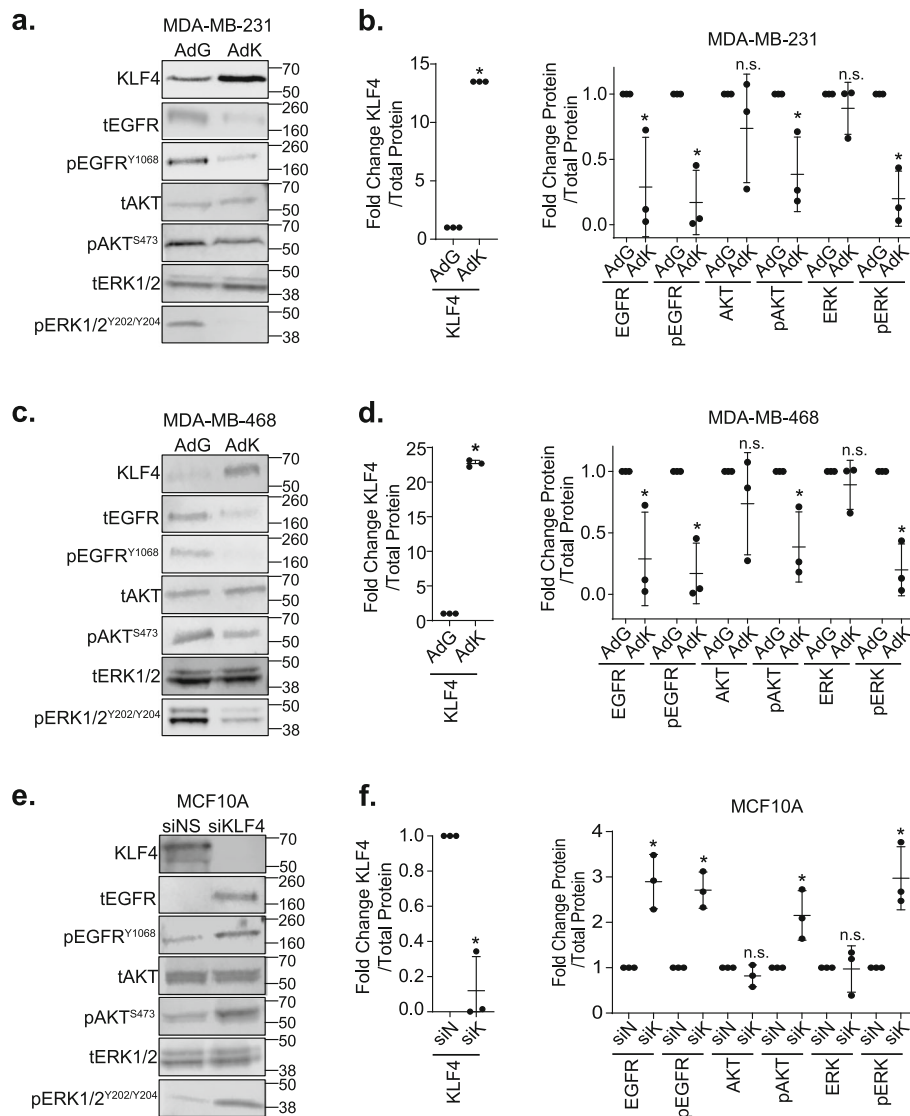 a.
MDA-MB-231
AdG AdK
KLF4
70
50
tEGFR
260
160
pEGFRY1068
260
160
tAKT
70
50
pAKTS473
70
50
tERK1/2
50
38
pERK1/2Y202/Y204
50
38
b.
Fold Change KLF4
/Total Protein
15
10
5
0
*
AdG
AdK
KLF4
MDA-MB-231
Fold Change Protein
/Total Protein
1.0
0.5
0.0
* * n.s. * n.s. *
AdG AdK AdG AdK AdG AdK AdG AdK AdG AdK AdG AdK
EGFR pEGFR AKT pAKT ERK pERK
c.
MDA-MB-468
AdG AdK
KLF4
70
50
tEGFR
260
160
pEGFRY1068
260
160
tAKT
70
50
pAKTS473
70
50
tERK1/2
50
38
pERK1/2Y202/Y204
50
38
d.
Fold Change KLF4
/Total Protein
25
20
15
10
5
0
*
AdG
AdK
KLF4
MDA-MB-468
Fold Change Protein
/Total Protein
1.0
0.5
0.0
* * n.s. * n.s. *
AdG AdK AdG AdK AdG AdK AdG AdK AdG AdK AdG AdK
EGFR pEGFR AKT pAKT ERK pERK
e.
MCF10A
siNS siKLF4
KLF4
70
50
tEGFR
260
160
pEGFRY1068
260
160
tAKT
70
50
pAKTS473
70
50
tERK1/2
50
38
pERK1/2Y202/Y204
50
38
f.
Fold Change KLF4
/Total Protein
1.0
0.8
0.6
0.4
0.2
0.0
*
siN
siK
KLF4
MCF10A
Fold Change Protein
/Total Protein
4
3
2
1
0
* * n.s. * n.s. *
siN siK siN siK siN siK siN siK siN siK siN siK
EGFR pEGFR AKT pAKT ERK pERK